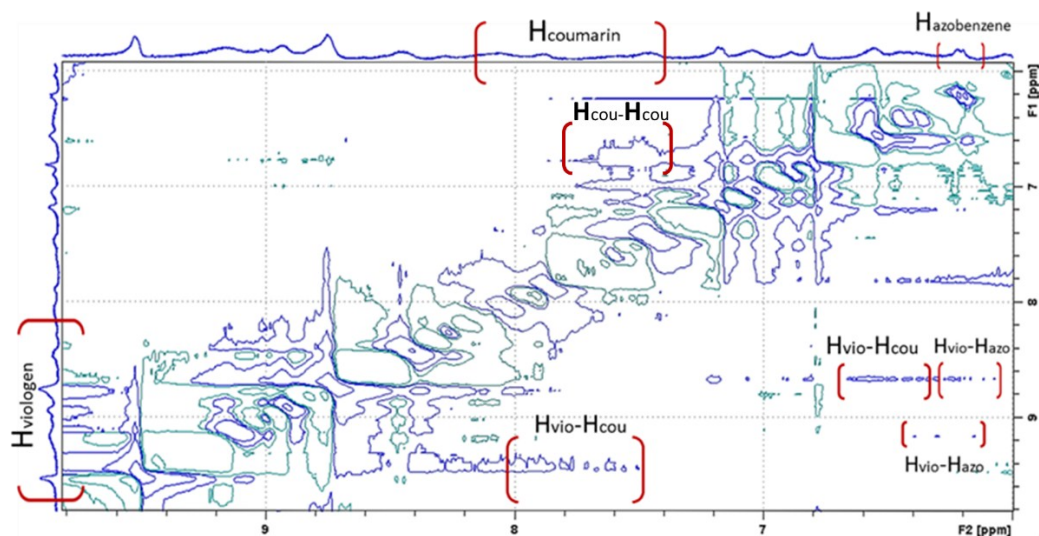 Hcoumarin
Hazobenzene
Hcou-Hcou
F1 [ppm]
7
8
Hviologen
Hvio-Hcou
Hvio-Hazo
9
Hvio-Hcou
Hvio-Hazo
9
8
7
F2 [ppm]